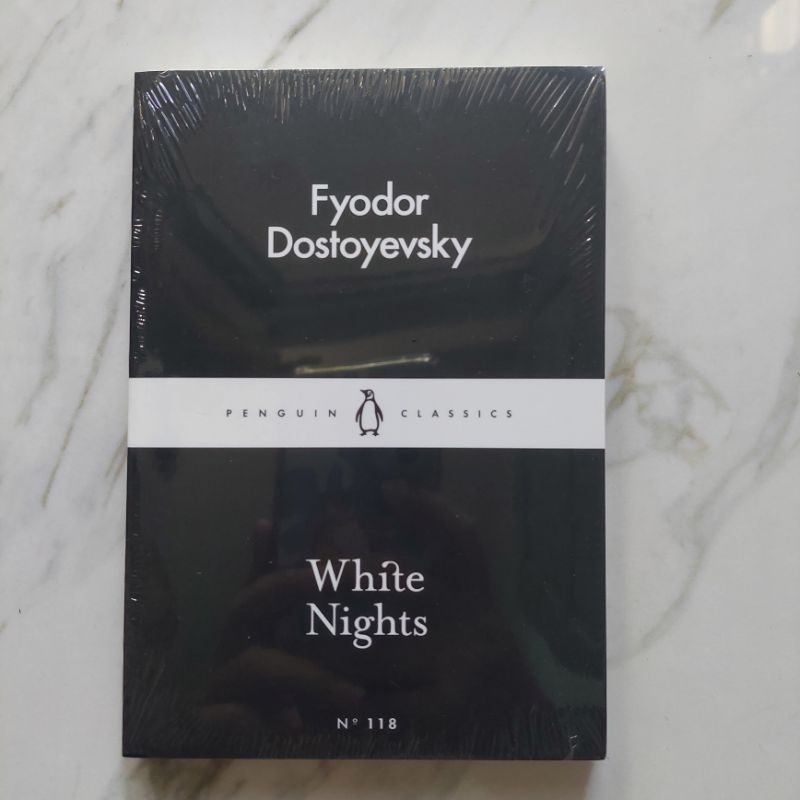 Fyodor
Dostoyevsky
PENGUIN CLASSICS
White
Nights
Nº 118